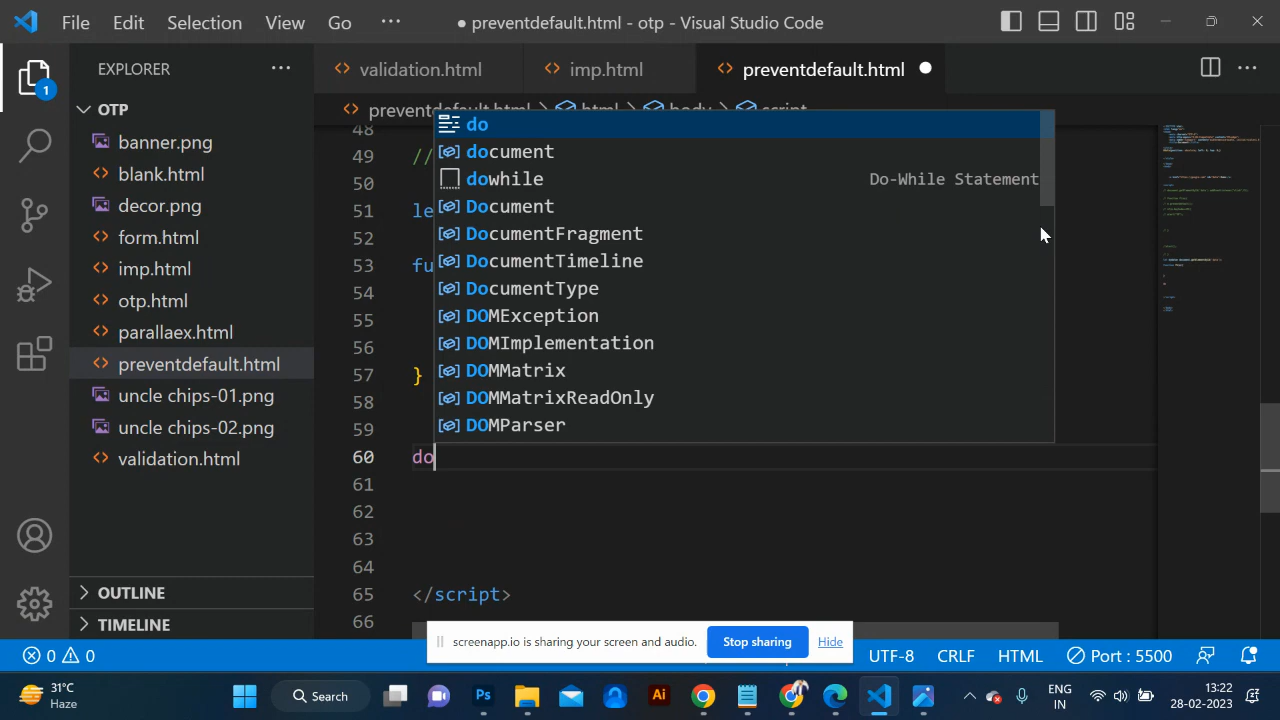 File Edit Selection View Go ··· ● preventdefault.html - otp - Visual Studio Code
EXPLORER ···
validation.html
imp.html
preventdefault.html
···
1
OTP
banner.png
blank.html
decor.png
form.html
imp.html
otp.html
parallaex.html
preventdefault.html
uncle chips-01.png
uncle chips-02.png
validation.html
OUTLINE
TIMELINE
preventdefault.html > html > body > script
48
49 //
50
51 le
52
53 fu
54
55
56
57 }
58
59
60 do
61
62
63
64
65 </script>
66
do
document
dowhile Do-While Statement
Document
DocumentFragment
DocumentTimeline
DocumentType
DOMException
DOMImplementation
DOMMatrix
DOMMatrixReadOnly
DOMParser
screenapp.io is sharing your screen and audio. Stop sharing Hide
0 0 UTF-8 CRLF HTML Port : 5500
31°C
Haze
Search
Ps
Ai
ENG
IN
13:22
28-02-2023